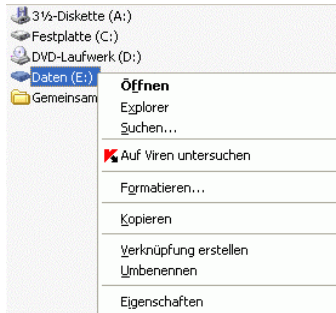 3½-Diskette (A:)
Festplatte (C:)
DVD-Laufwerk (D:)
Daten (E:)
Gemeinsam
Öffnen
Explorer
Suchen...
Auf Viren untersuchen
Formatieren...
Kopieren
Verknüpfung erstellen
Umbenennen
Eigenschaften